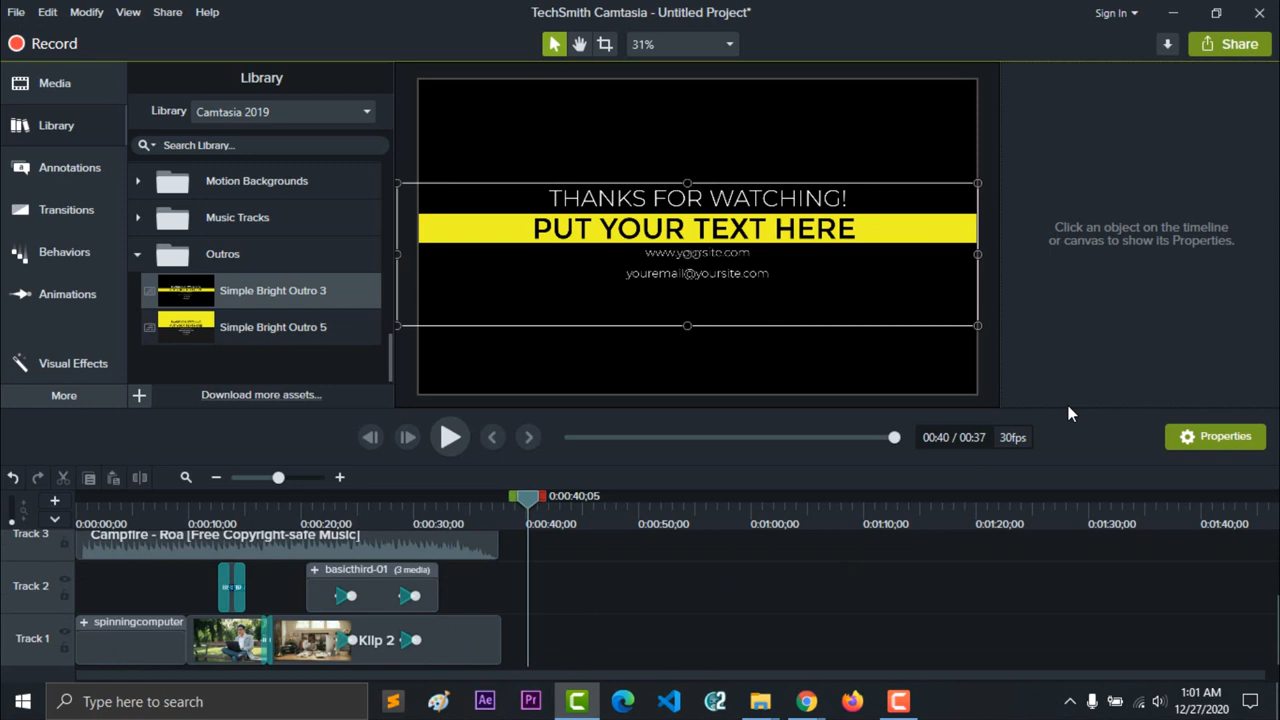 File Edit Modify View Share Help
TechSmith Camtasia - Untitled Project*
Sign In
Record
31%
Share
Media
Library
Annotations
Transitions
Behaviors
Animations
Visual Effects
More
Library
Library Camtasia 2019
Search Library...
Motion Backgrounds
Music Tracks
Outros
Simple Bright Outro 3
Simple Bright Outro 5
Download more assets...
THANKS FOR WATCHING!
PUT YOUR TEXT HERE
youremail@yoursite.com
Click an object on the timeline
or canvas to show its Properties.
00:40 / 00:37 30fps
Properties
0:00:40;05
0:00:00;00 0:00:10;00 0:00:20;00 0:00:30;00 0:00:40;00 0:00:50;00 0:01:00;00 0:01:10;00 0:01:20;00 0:01:30;00 0:01:40;00
Track 3
Campfire - Roa [Free Copyright-safe Music]
Track 2
+ basicthird-01 (3 media)
Track 1
+ spinningcomputer
Klip 2
Type here to search
Ae
Pr
1:01 AM
12/27/2020